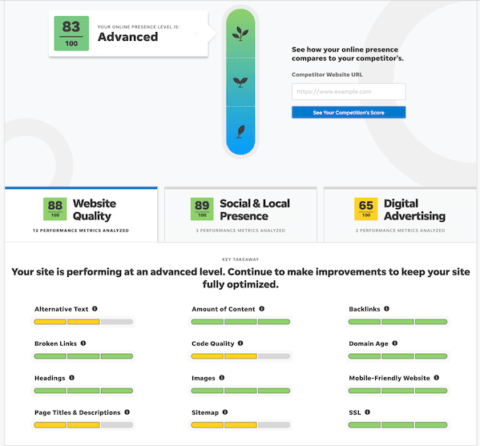 83
100
YOUR ONLINE PRESENCE LEVEL IS:
Advanced
See how your online presence
compares to your competitor's.
Competitor Website URL
https://www.example.com
See Your Competition's Score
88
100
Website
Quality
12 PERFORMANCE METRICS ANALYZED
89
100
Social & Local
Presence
3 PERFORMANCE METRICS ANALYZED
65
100
Digital
Advertising
2 PERFORMANCE METRICS ANALYZED
KEY TAKEAWAY
Your site is performing at an advanced level. Continue to make improvements to keep your site
fully optimized.
Alternative Text
Amount of Content
Backlinks
Broken Links
Code Quality
Domain Age
Headings
Images
Mobile-Friendly Website
Page Titles & Descriptions
Sitemap
SSL